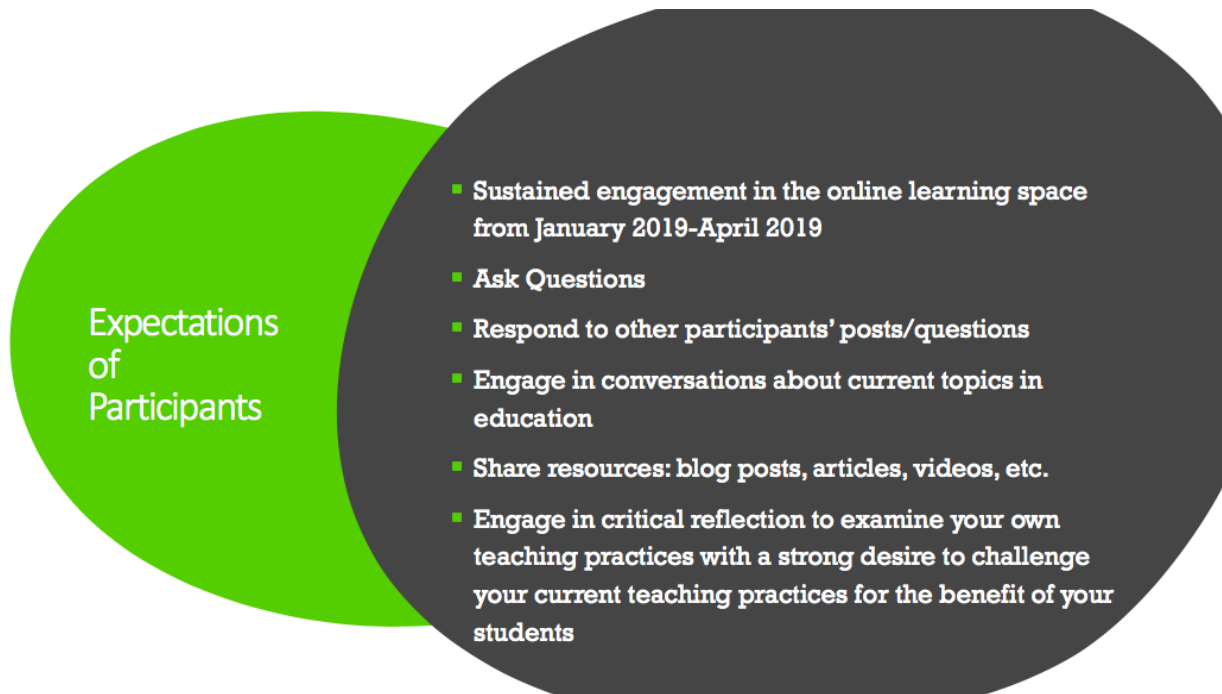 Expectations
of
Participants
▪ Sustained engagement in the online learning space
from January 2019-April 2019
▪ Ask Questions
▪ Respond to other participants’ posts/questions
▪ Engage in conversations about current topics in
education
▪ Share resources: blog posts, articles, videos, etc.
▪ Engage in critical reflection to examine your own
teaching practices with a strong desire to challenge
your current teaching practices for the benefit of your
students